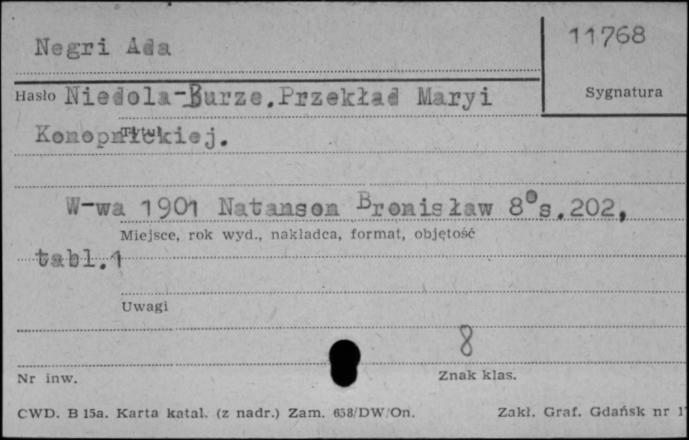 Negri Ada
11768
Hasło Niedola-Burze.Przekład Maryi
Sygnatura
Konopnickiej.
Tytuł
W-wa 1901 Natanson Bronisław 8°s.202,
Miejsce, rok wyd., nakładca, format, objętość
tabl.1
Uwagi
8
Nr inw.
Znak klas.
CWD. B 15a. Karta katal. (z nadr.) Zam. 658/DW/On.
Zakł. Graf. Gdańsk nr 1